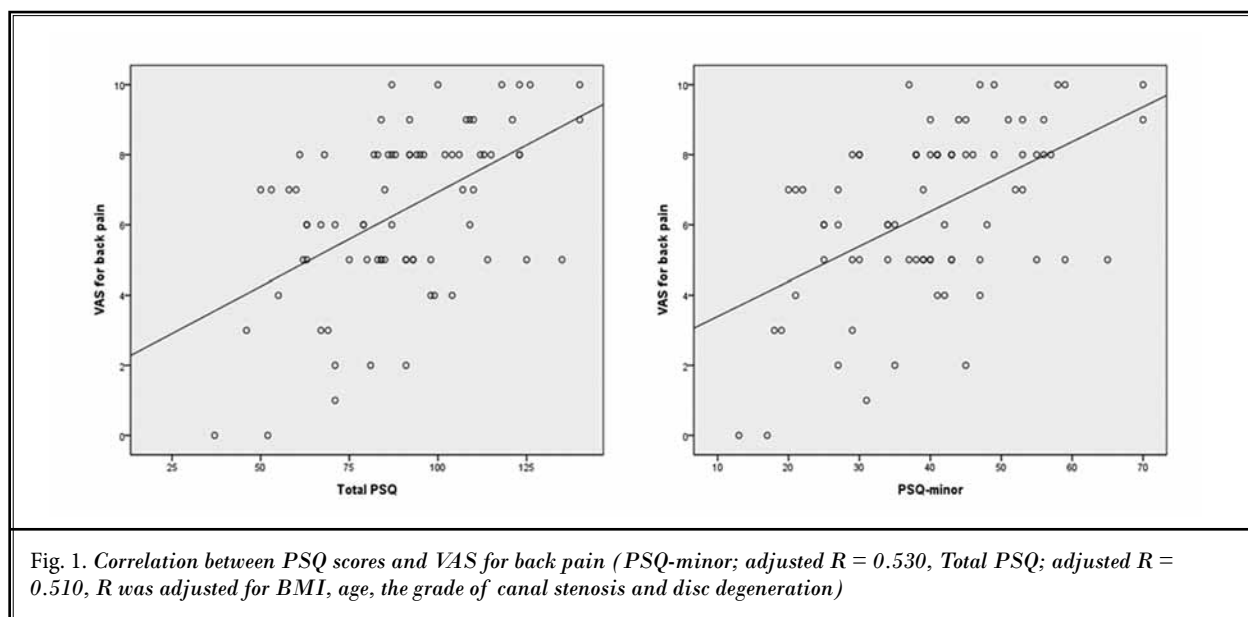 VAS for back pain
10
8
6
4
2
0
25 50 75 100 125
Total PSQ
VAS for back pain
10
8
6
4
2
0
10 20 30 40 50 60 70
PSQ-minor
Fig. 1. Correlation between PSQ scores and VAS for back pain (PSQ-minor; adjusted R = 0.530, Total PSQ; adjusted R =
0.510, R was adjusted for BMI, age, the grade of canal stenosis and disc degeneration)